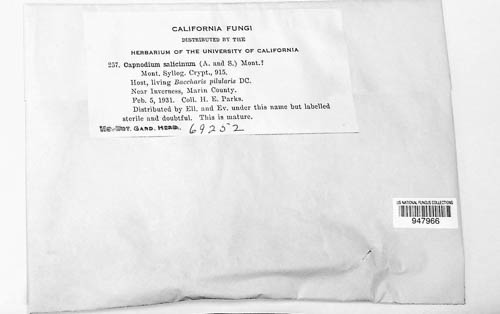 CALIFORNIA FUNGI
DISTRIBUTED BY THE
HERBARIUM OF THE UNIVERSITY OF CALIFORNIA
257. Capnodium salicinum (A. and S.) Mont.?
Mont. Syllog. Crypt., 915.
Host, living Baccharis pilularis DC.
Near Inverness, Marin County.
Feb. 5, 1931. Coll. H. E. Parks.
Distributed by Ell. and Ev. under this name but labelled
sterile and doubtful. This is mature.
Bot. Gard. Herb. 69252
US NATIONAL FUNGUS COLLECTIONS
947966